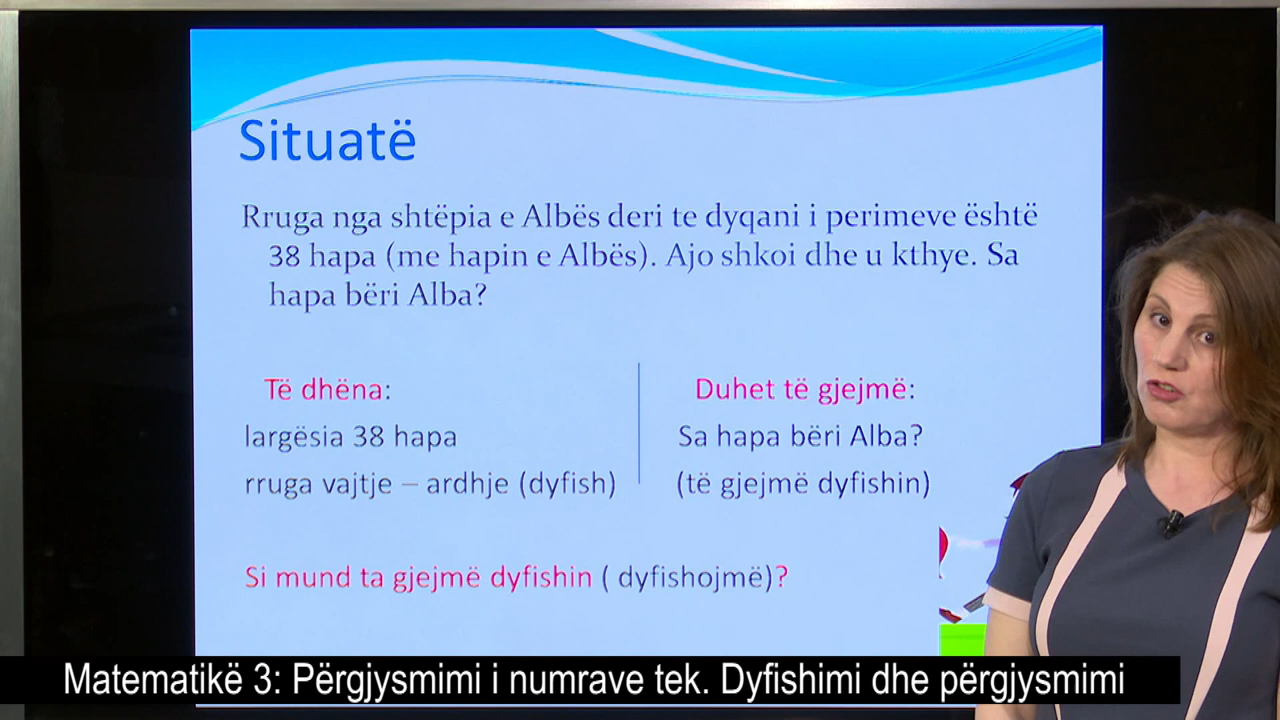 Situatë
Rruga nga shtëpia e Albës deri te dyqani i perimeve është
38 hapa (me hapin e Albës). Ajo shkoi dhe u kthye. Sa
hapa bëri Alba?
Të dhëna:
largësia 38 hapa
rruga vajtje – ardhje (dyfish)
Duhet të gjejmë:
Sa hapa bëri Alba?
(të gjejmë dyfishin)
Si mund ta gjejmë dyfishin ( dyfishojmë)?
Matematikë 3: Përgjysmimi i numrave tek. Dyfishimi dhe përgjysmimi